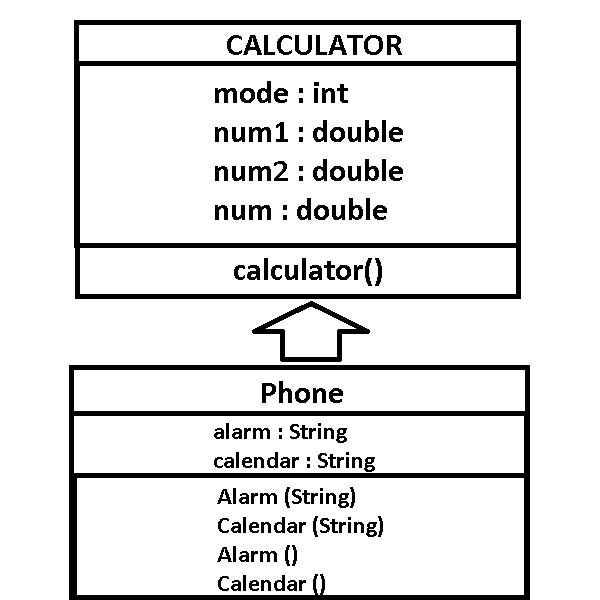 CALCULATOR
mode : int
num1 : double
num2 : double
num : double
calculator()
Phone
alarm : String
calendar : String
Alarm (String)
Calendar (String)
Alarm ()
Calendar ()